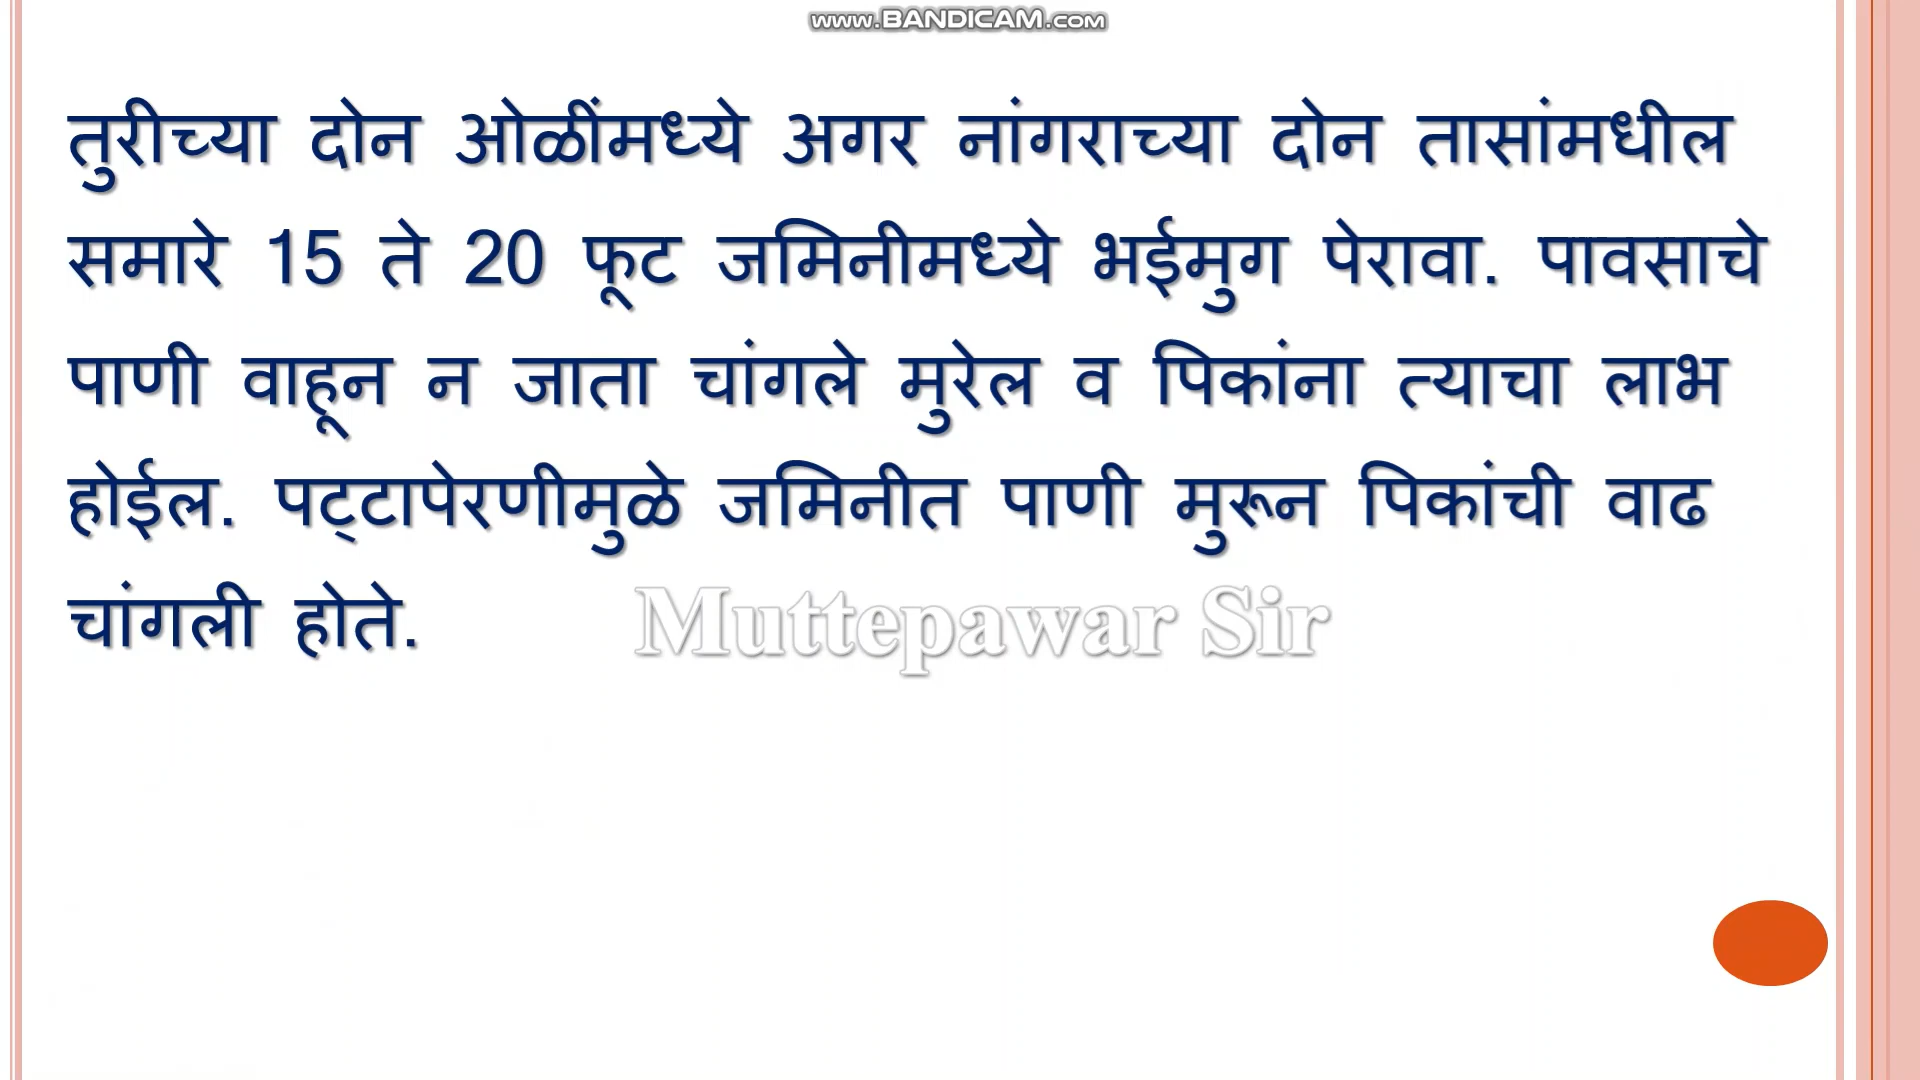 www.BANDICAM.com
तुरीच्या दोन ओळींमध्ये अगर नांगराच्या दोन तासांमधील
समारे 15 ते 20 फूट जमिनीमध्ये भईमुग पेरावा. पावसाचे
पाणी वाहून न जाता चांगले मुरेल व पिकांना त्याचा लाभ
होईल. पट्‌टापेरणीमुळे जमिनीत पाणी मुरून पिकांची वाढ
चांगली होते.
Muttepawar Sir